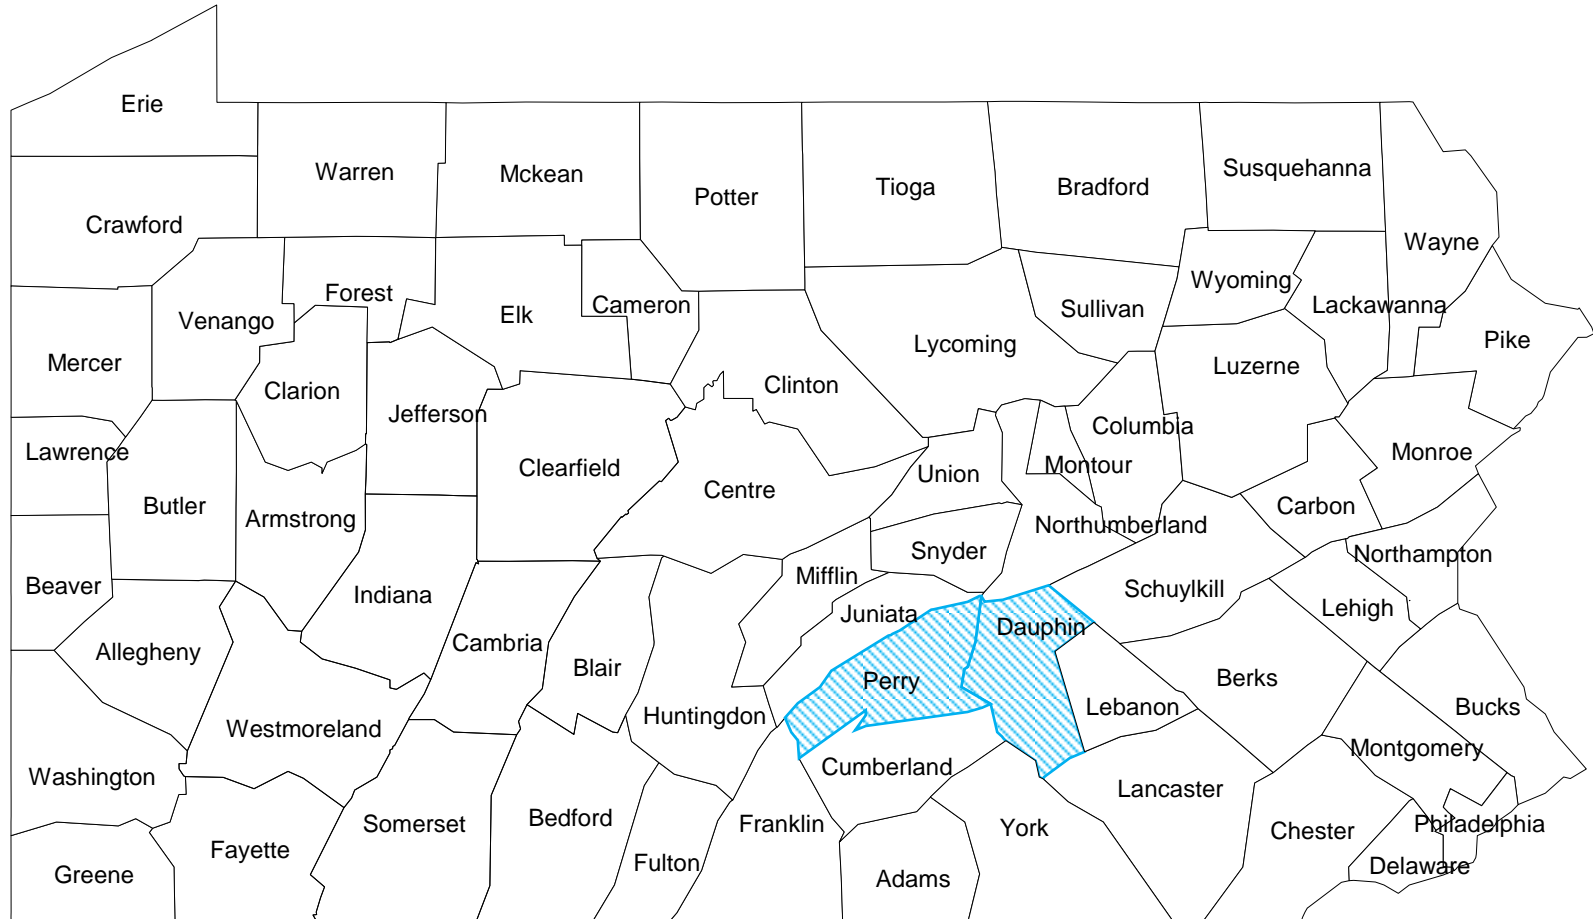 Erie
Warren
Mckean
Potter
Tioga
Bradford
Susquehanna
Crawford
Wayne
Venango
Forest
Elk
Cameron
Wyoming
Lackawanna
Sullivan
Mercer
Lycoming
Pike
Clarion
Jefferson
Clinton
Luzerne
Lawrence
Clearfield
Centre
Union
Montour
Columbia
Monroe
Butler
Armstrong
Carbon
Northumberland
Snyder
Northampton
Beaver
Indiana
Mifflin
Schuylkill
Lehigh
Juniata
Dauphin
Allegheny
Cambria
Blair
Perry
Berks
Westmoreland
Huntingdon
Lebanon
Bucks
Washington
Cumberland
Montgomery
Lancaster
Somerset
Bedford
Franklin
York
Chester
Philadelphia
Greene
Fayette
Fulton
Adams
Delaware